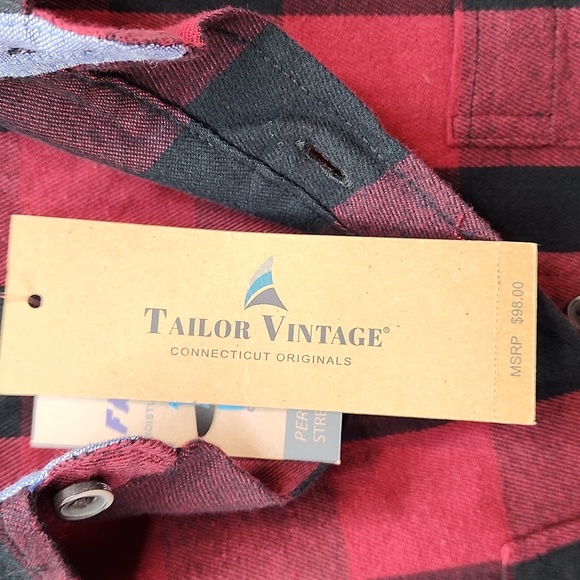 TAILOR VINTAGE®
CONNECTICUT ORIGINALS
MSRP $98.00